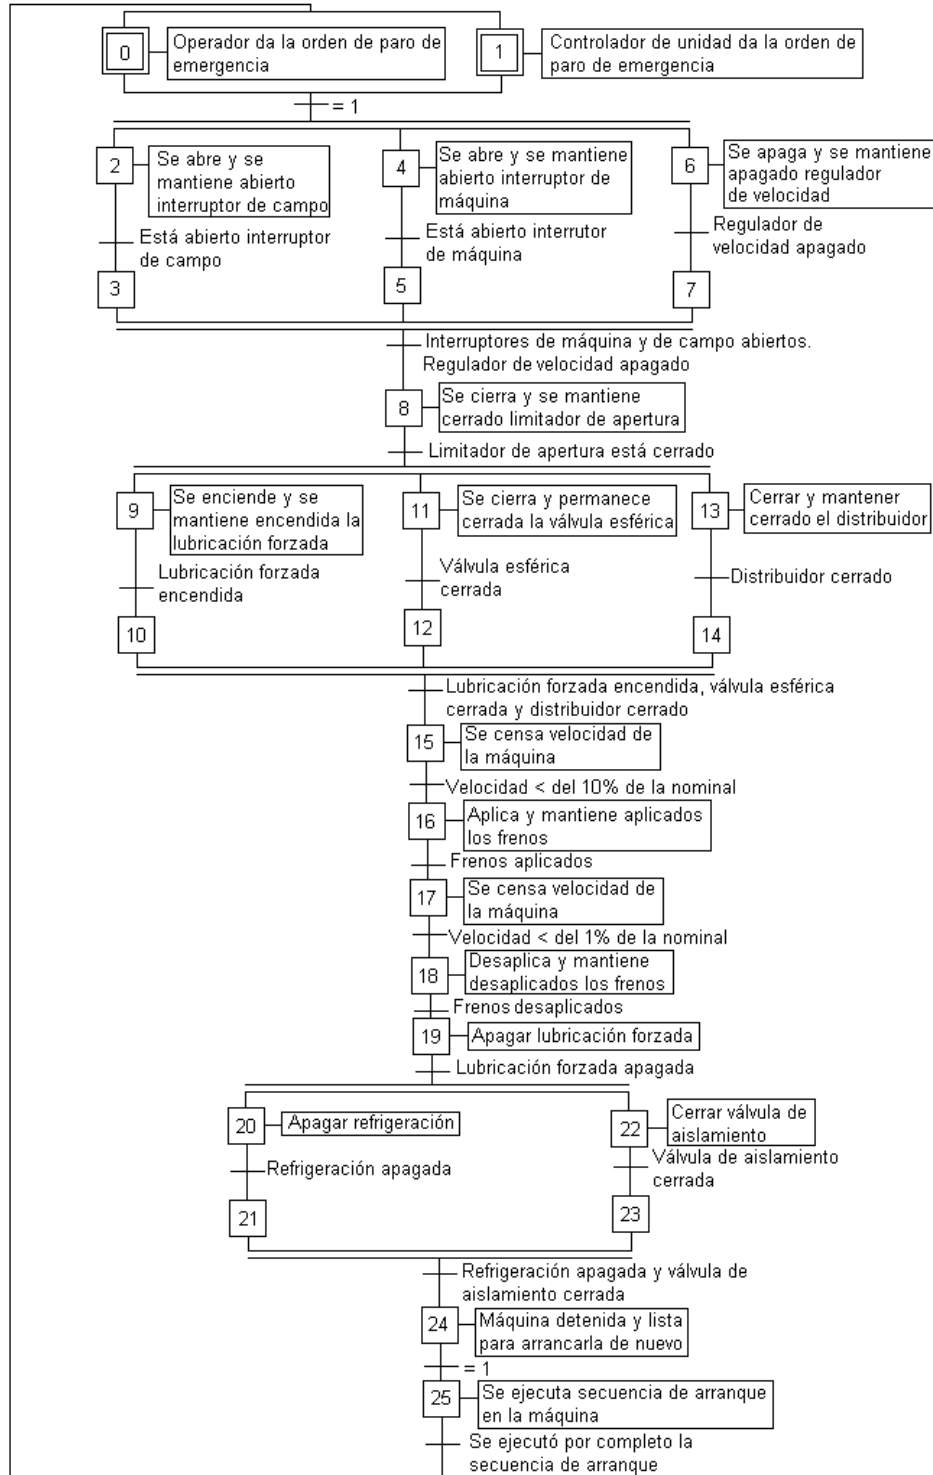 0
Operador da la orden de paro de
emergencia
1
Controlador de unidad da la orden de
paro de emergencia
= 1
2
Se abre y se
mantiene abierto
interruptor de campo
4
Se abre y se mantiene
abierto interruptor de
máquina
6
Se apaga y se mantiene
apagado regulador
de velocidad
Está abierto interruptor
de campo
Está abierto interrutor
de máquina
Regulador de
velocidad apagado
3
5
7
Interruptores de máquina y de campo abiertos.
Regulador de velocidad apagado
8
Se cierra y se mantiene
cerrado limitador de apertura
Limitador de apertura está cerrado
9
Se enciende y se
mantiene encendida la
lubricación forzada
11
Se cierra y permanece
cerrada la válvula esférica
13
Cerrar y mantener
cerrado el distribuidor
Lubricación forzada
encendida
Válvula esférica
cerrada
Distribuidor cerrado
10
12
14
Lubricación forzada encendida, válvula esférica
cerrada y distribuidor cerrado
15
Se censa velocidad de
la máquina
Velocidad < del 10% de la nominal
16
Aplica y mantiene aplicados
los frenos
Frenos aplicados
17
Se censa velocidad de
la máquina
Velocidad < del 1% de la nominal
18
Desaplica y mantiene
desaplicados los frenos
Frenos desaplicados
19
Apagar lubricación forzada
Lubricación forzada apagada
20
Apagar refrigeración
22
Cerrar válvula de
aislamiento
Refrigeración apagada
Válvula de aislamiento
cerrada
21
23
Refrigeración apagada y válvula de
aislamiento cerrada
24
Máquina detenida y lista
para arrancarla de nuevo
= 1
25
Se ejecuta secuencia de arranque
en la máquina
Se ejecutó por completo la
secuencia de arranque